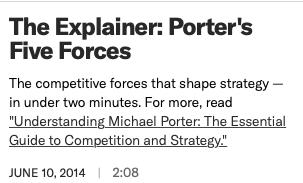 The Explainer: Porter's
Five Forces
The competitive forces that shape strategy —
in under two minutes. For more, read
"Understanding Michael Porter: The Essential
Guide to Competition and Strategy."
JUNE 10, 2014 | 2:08